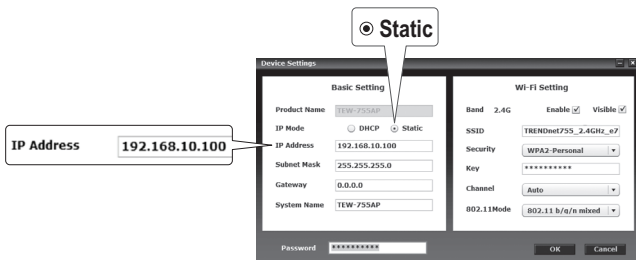 Static
Device Settings
Basic Setting
Product Name TEW-755AP
IP Mode DHCP Static
IP Address 192.168.10.100
Subnet Mask 255.255.255.0
Gateway 0.0.0.0
System Name TEW-755AP
Wi-Fi Setting
Band 2.4G Enable Visible
SSID TRENDnet755_2.4GHz_e7
Security WPA2-Personal
Key **********
Channel Auto
802.11Mode 802.11 b/g/n mixed
IP Address 192.168.10.100
Password **********
OK Cancel